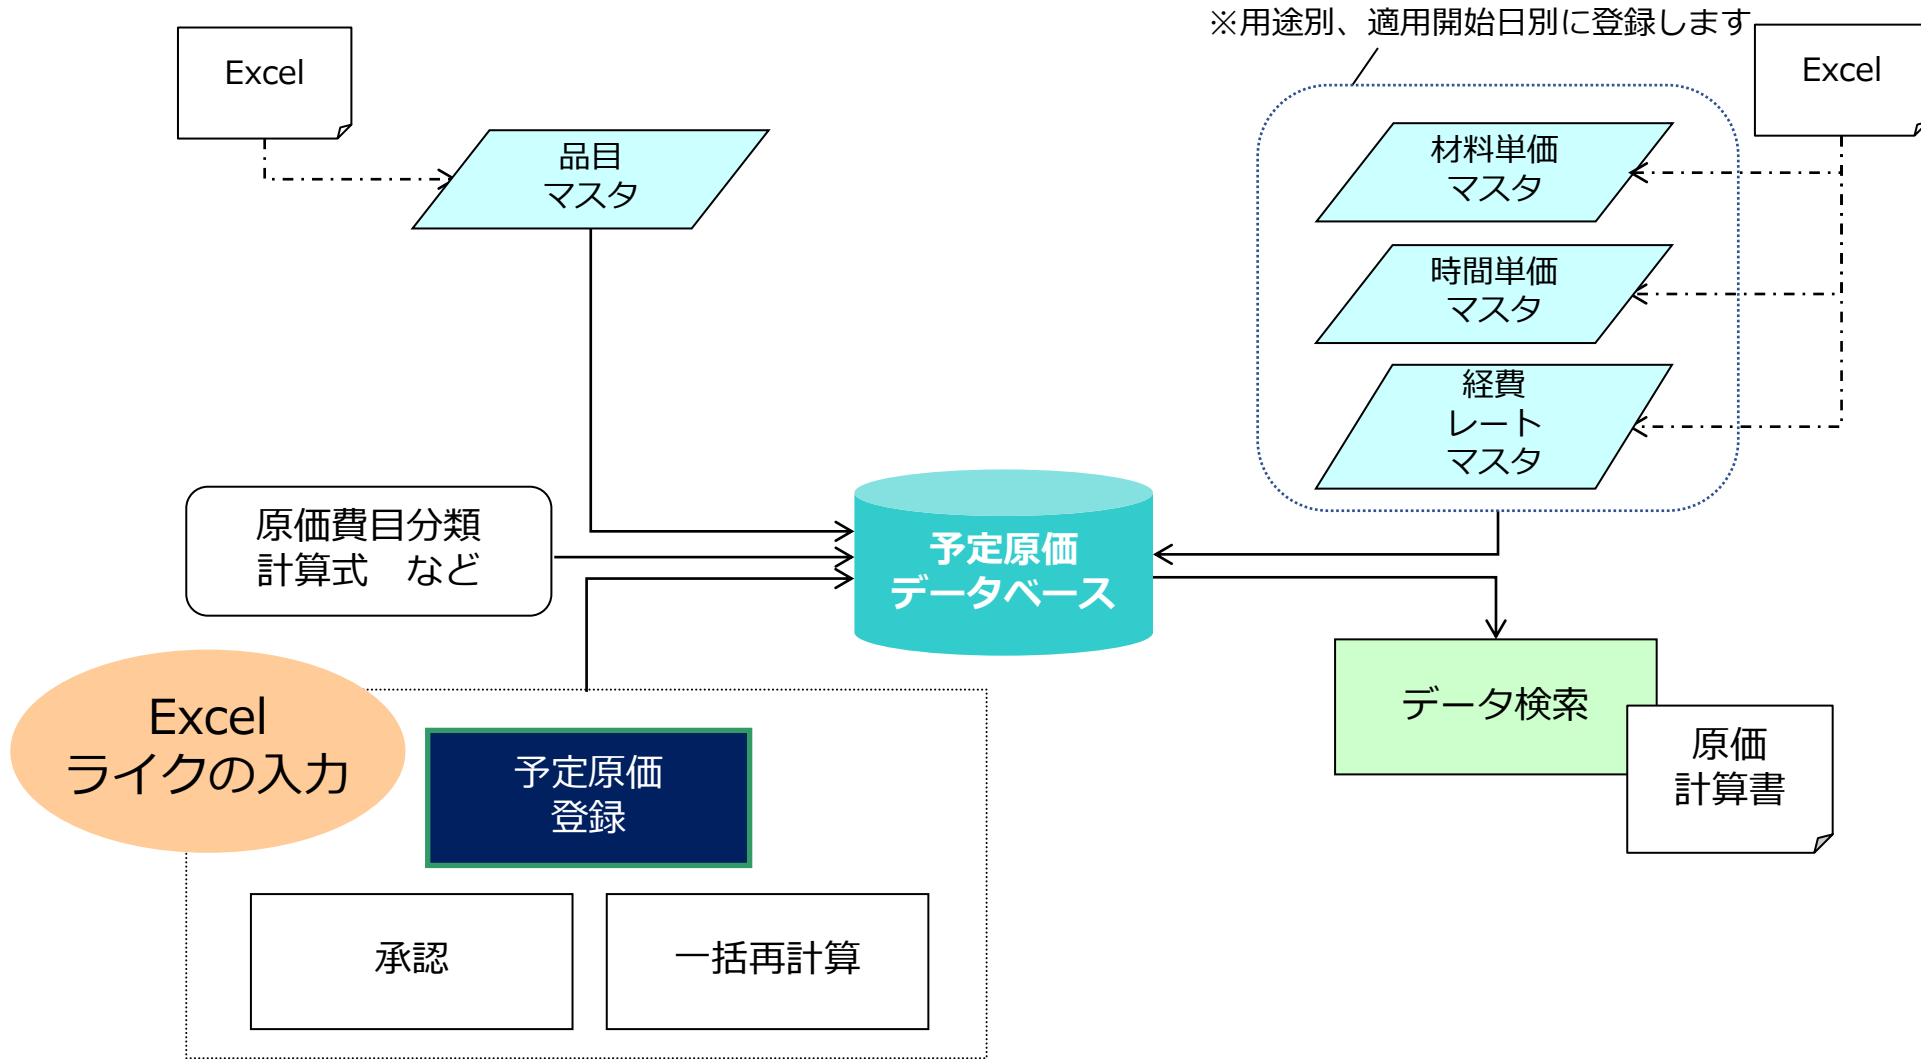 ※用途別、適用開始日別に登録します
Excel
Excel
品目
マスタ
材料単価
マスタ
時間単価
マスタ
経費
レート
マスタ
原価費目分類
計算式　など
予定原価
データベース
Excel
ライクの入力
予定原価
登録
承認
一括再計算
データ検索
原価
計算書